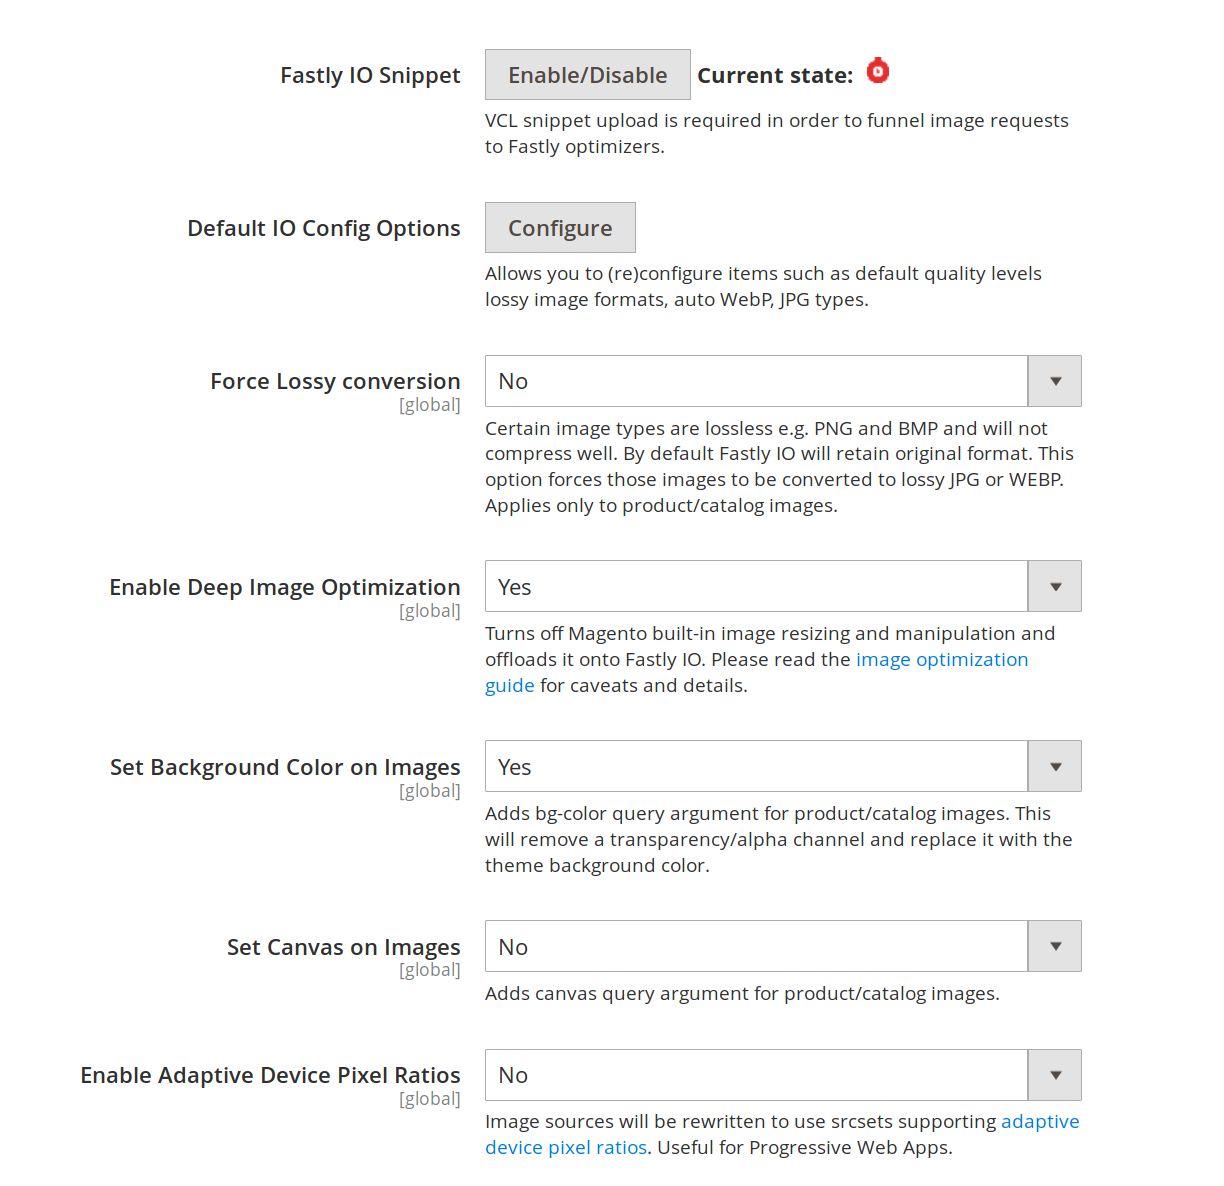 Fastly IO Snippet
Enable/Disable Current state:
VCL snippet upload is required in order to funnel image requests
to Fastly optimizers.
Default IO Config Options
Configure
Allows you to (re)configure items such as default quality levels
lossy image formats, auto WebP, JPG types.
Force Lossy conversion
[global]
No
Certain image types are lossless e.g. PNG and BMP and will not
compress well. By default Fastly IO will retain original format. This
option forces those images to be converted to lossy JPG or WEBP.
Applies only to product/catalog images.
Enable Deep Image Optimization
[global]
Yes
Turns off Magento built-in image resizing and manipulation and
offloads it onto Fastly IO. Please read the image optimization
guide for caveats and details.
Set Background Color on Images
[global]
Yes
Adds bg-color query argument for product/catalog images. This
will remove a transparency/alpha channel and replace it with the
theme background color.
Set Canvas on Images
[global]
No
Adds canvas query argument for product/catalog images.
Enable Adaptive Device Pixel Ratios
[global]
No
Image sources will be rewritten to use srcsets supporting adaptive
device pixel ratios. Useful for Progressive Web Apps.